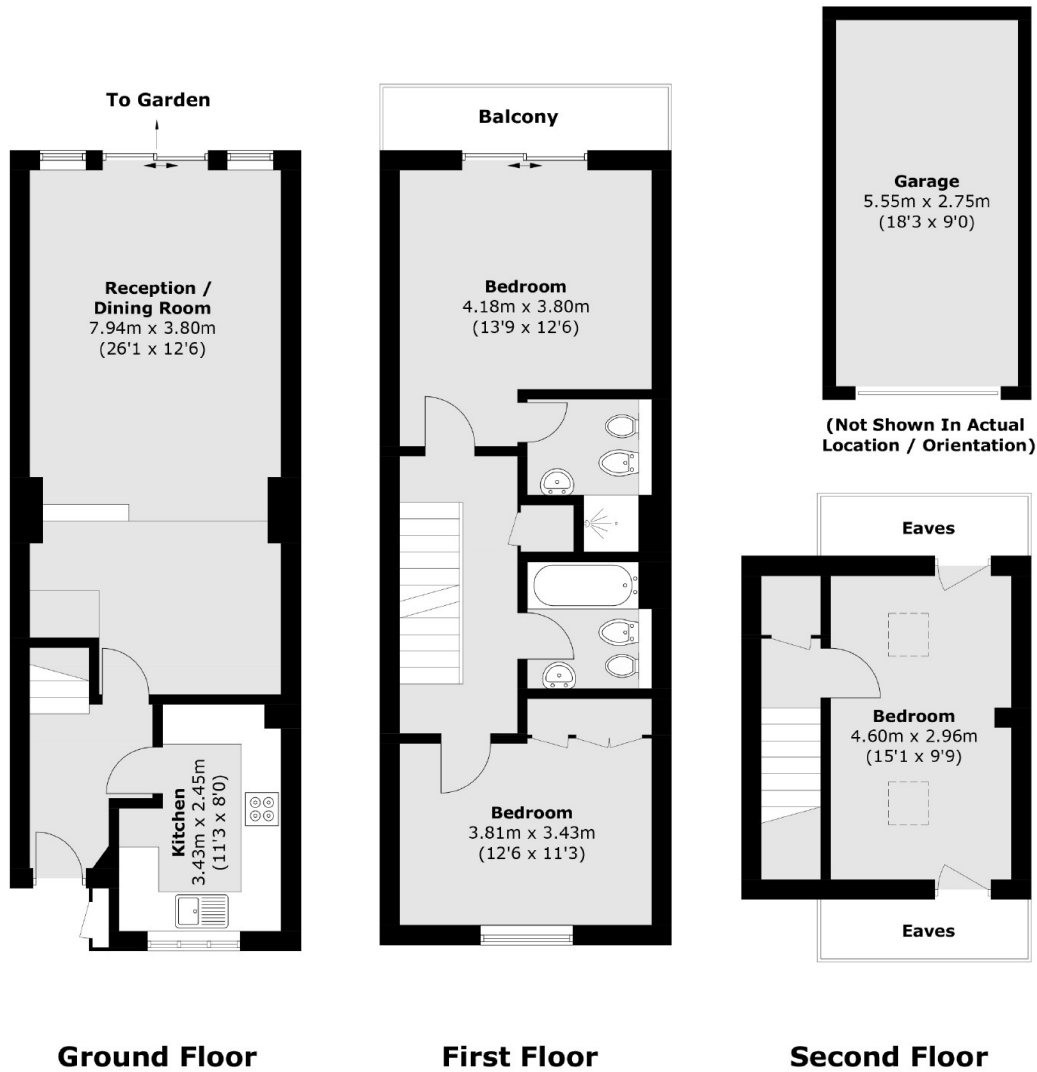 To Garden
Reception /
Dining Room
7.94m x 3.80m
(26'1 x 12'6)
Kitchen
3.43m x 2.45m
(11'3 x 8'0)
Ground Floor
Balcony
Bedroom
4.18m x 3.80m
(13'9 x 12'6)
Bedroom
3.81m x 3.43m
(12'6 x 11'3)
First Floor
Garage
5.55m x 2.75m
(18'3 x 9'0)
(Not Shown In Actual
Location / Orientation)
Eaves
Bedroom
4.60m x 2.96m
(15'1 x 9'9)
Eaves
Second Floor